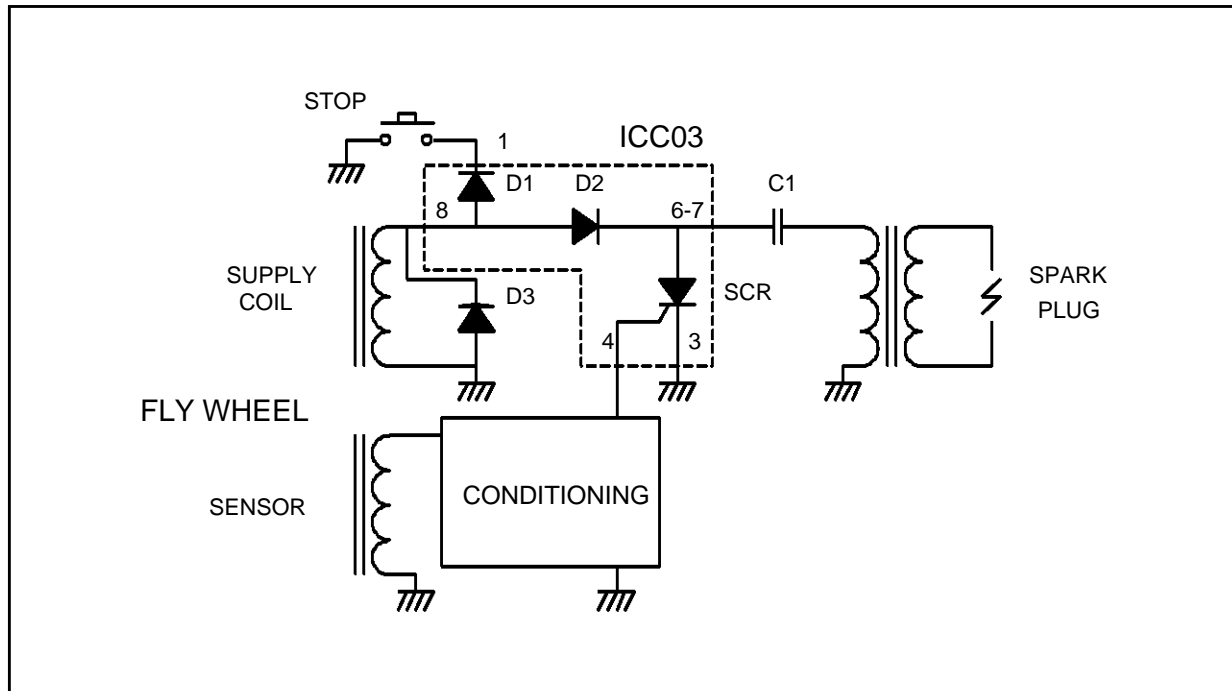 STOP
1
ICC03
D1
D2
C1
8
6-7
SUPPLY
COIL
D3
SCR
SPARK
PLUG
4
3
FLY WHEEL
SENSOR
CONDITIONING